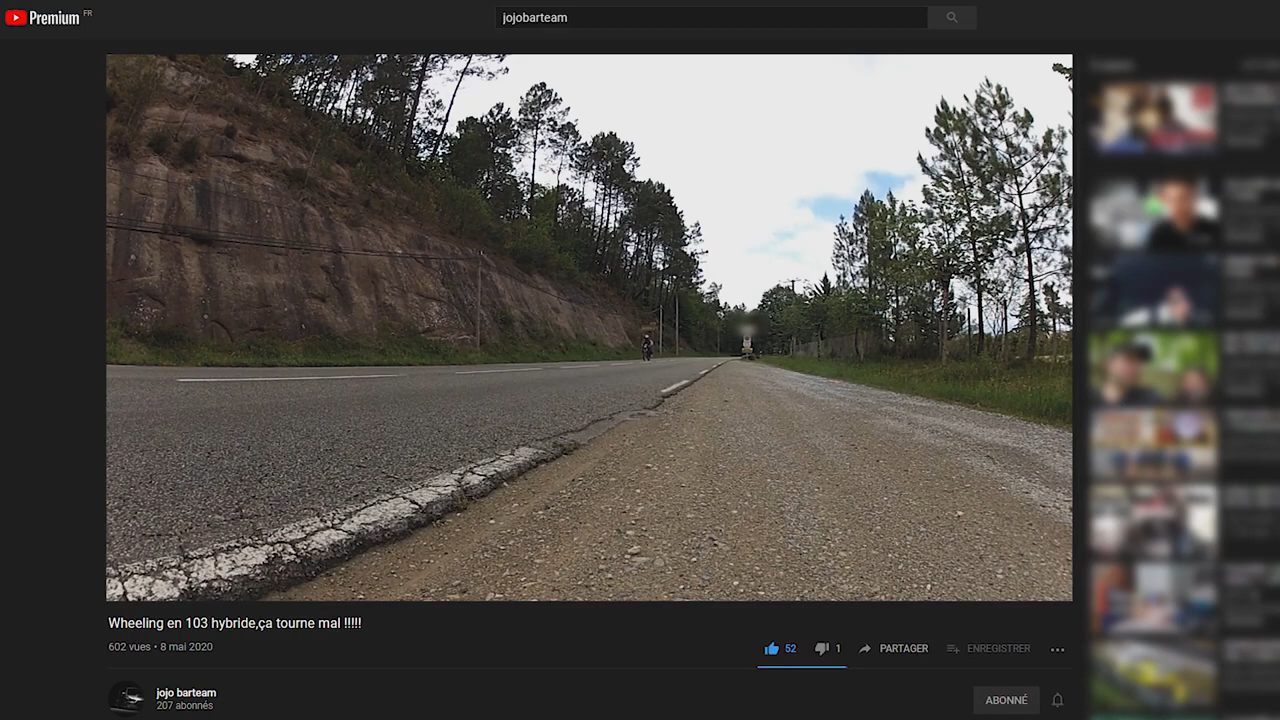 Premium FR
jojobarteam
Wheeling en 103 hybride,ça tourne mal !!!!!
602 vues • 8 mai 2020
52
1
PARTAGER
ENREGISTRER
jojo barteam
207 abonnés
ABONNÉ